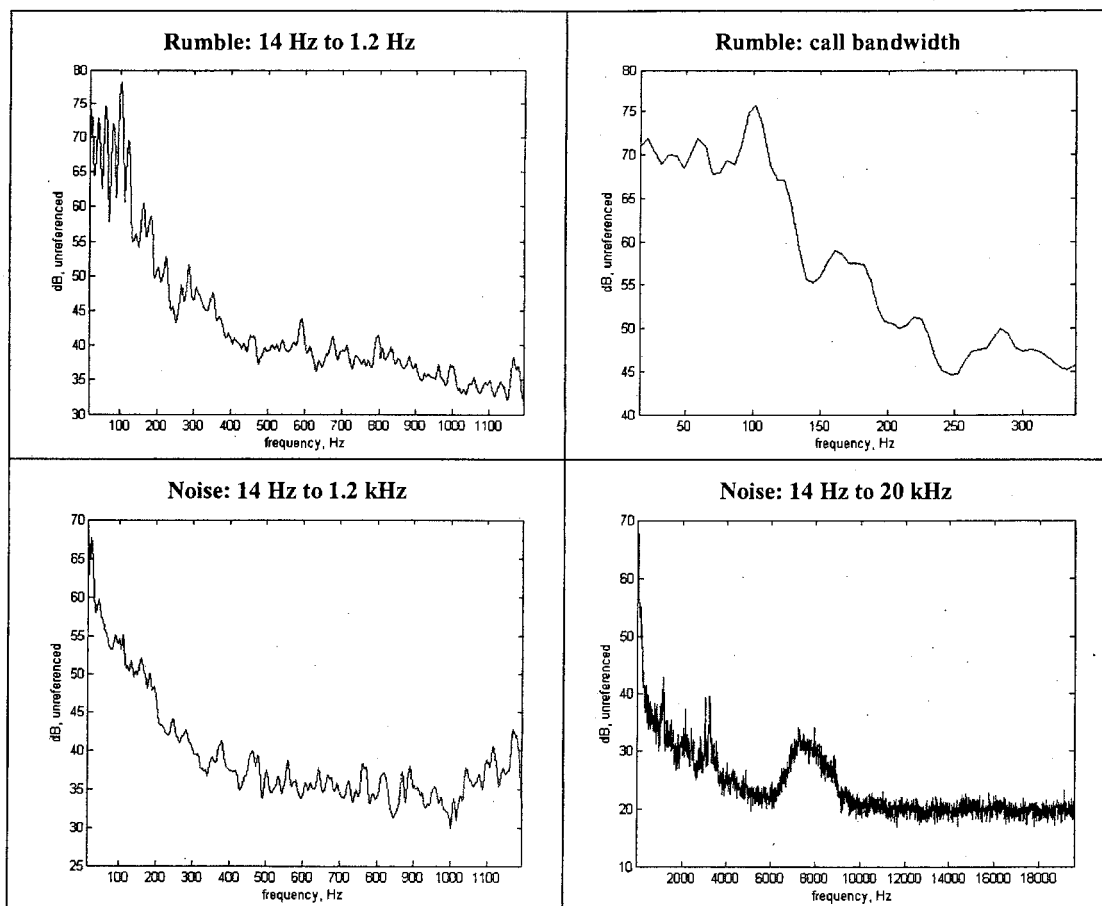 Rumble: 14 Hz to 1.2 Hz
80
75
70
65
60
55
50
45
40
35
30
dB, unreferenced
100 200 300 400 500 600 700 800 900 1000 1100
frequency, Hz
Rumble: call bandwidth
80
75
70
65
60
55
50
45
40
dB, unreferenced
50 100 150 200 250 300
frequency, Hz
Noise: 14 Hz to 1.2 kHz
70
65
60
55
50
45
40
35
30
25
dB, unreferenced
100 200 300 400 500 600 700 800 900 1000 1100
frequency, Hz
Noise: 14 Hz to 20 kHz
70
60
50
40
30
20
10
dB, unreferenced
2000 4000 6000 8000 10000 12000 14000 16000 18000
frequency, Hz